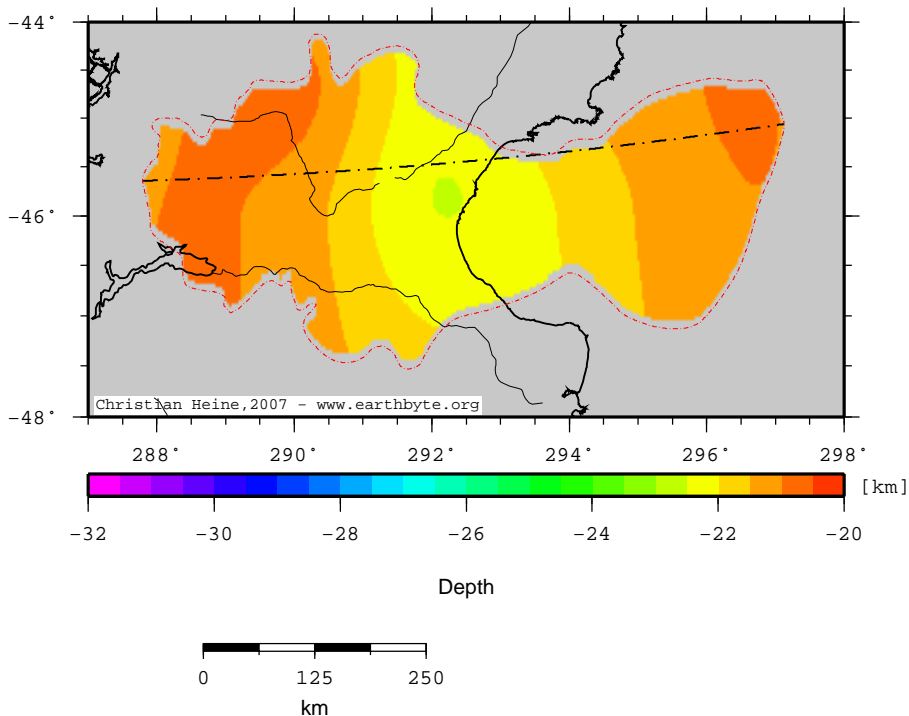 -44°
-46°
-48°
Christian Heine,2007 - www.earthbyte.org
288° 290° 292° 294° 296° 298°
[km]
-32 -30 -28 -26 -24 -22 -20
Depth
0 125 250
km